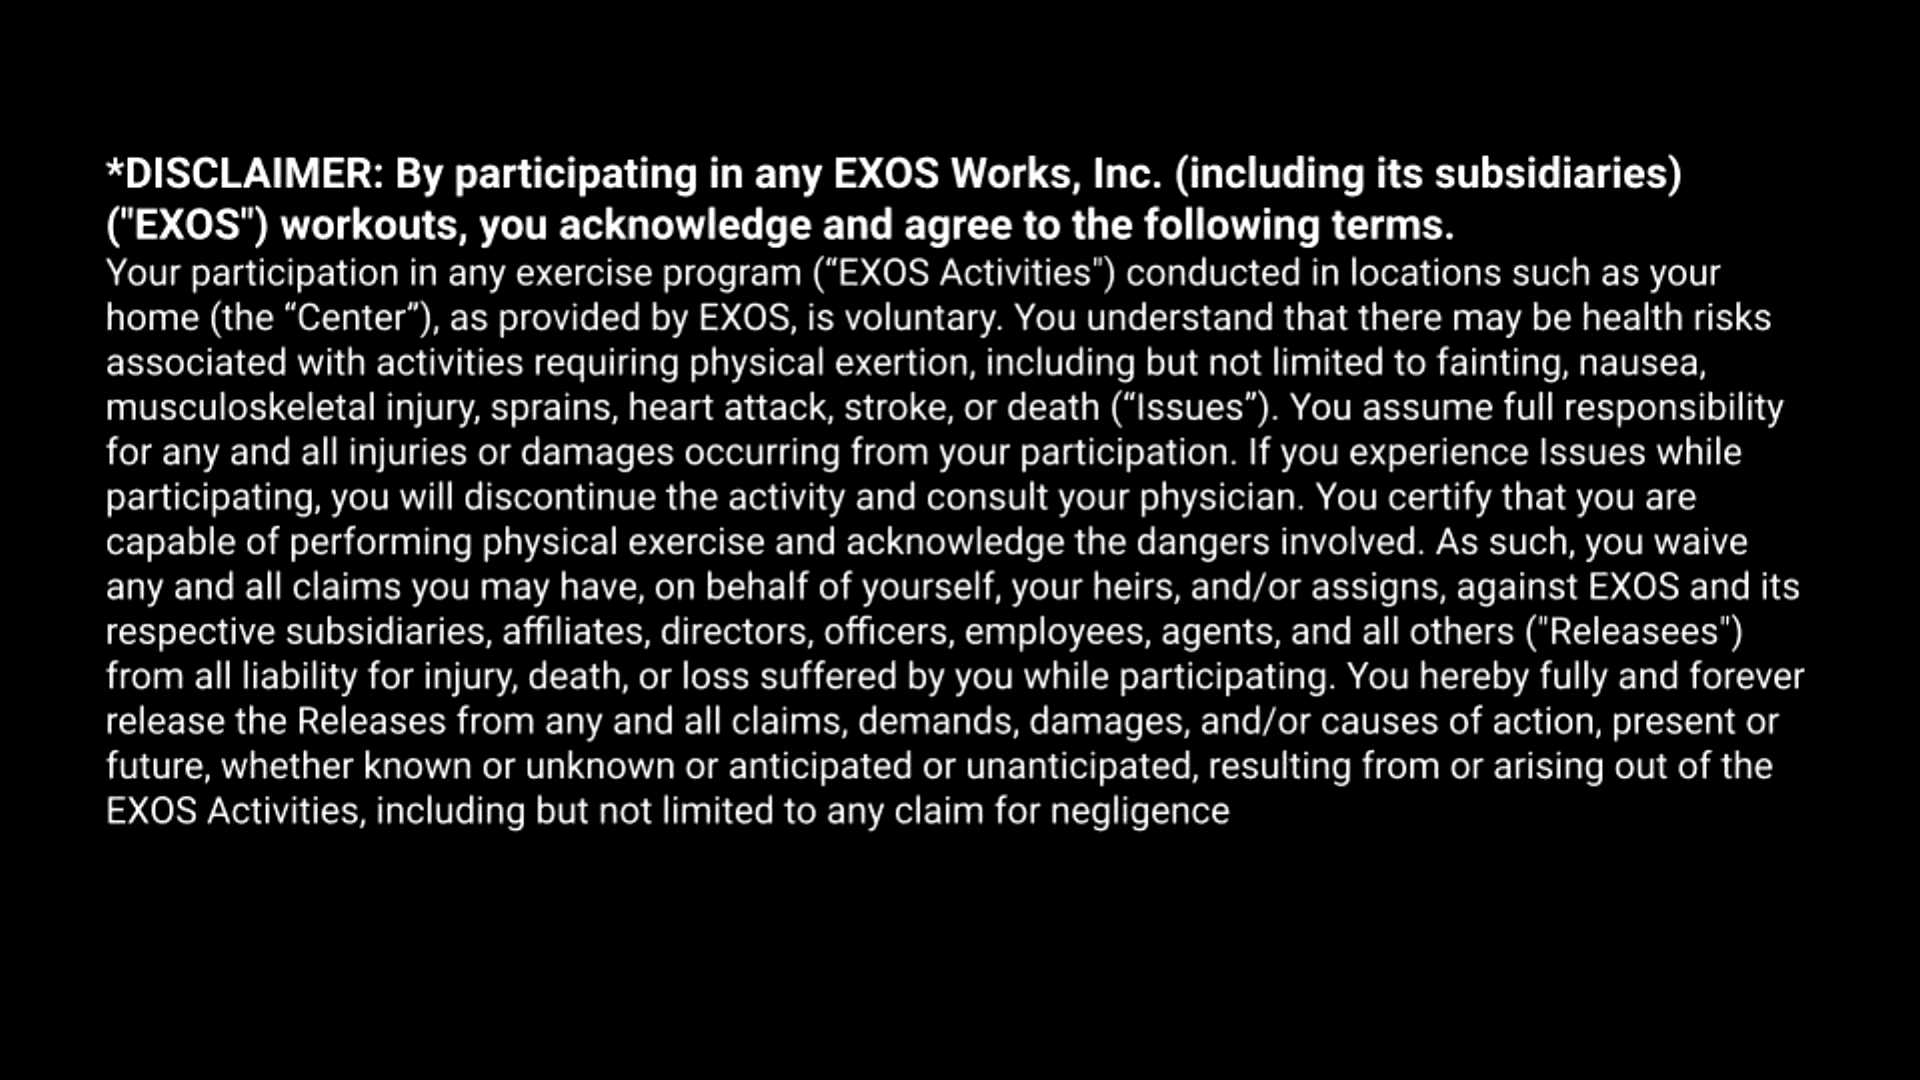 *DISCLAIMER: By participating in any EXOS Works, Inc. (including its subsidiaries)
("EXOS") workouts, you acknowledge and agree to the following terms.
Your participation in any exercise program (“EXOS Activities") conducted in locations such as your
home (the “Center”), as provided by EXOS, is voluntary. You understand that there may be health risks
associated with activities requiring physical exertion, including but not limited to fainting, nausea,
musculoskeletal injury, sprains, heart attack, stroke, or death (“Issues”). You assume full responsibility
for any and all injuries or damages occurring from your participation. If you experience Issues while
participating, you will discontinue the activity and consult your physician. You certify that you are
capable of performing physical exercise and acknowledge the dangers involved. As such, you waive
any and all claims you may have, on behalf of yourself, your heirs, and/or assigns, against EXOS and its
respective subsidiaries, affiliates, directors, officers, employees, agents, and all others ("Releasees")
from all liability for injury, death, or loss suffered by you while participating. You hereby fully and forever
release the Releases from any and all claims, demands, damages, and/or causes of action, present or
future, whether known or unknown or anticipated or unanticipated, resulting from or arising out of the
EXOS Activities, including but not limited to any claim for negligence